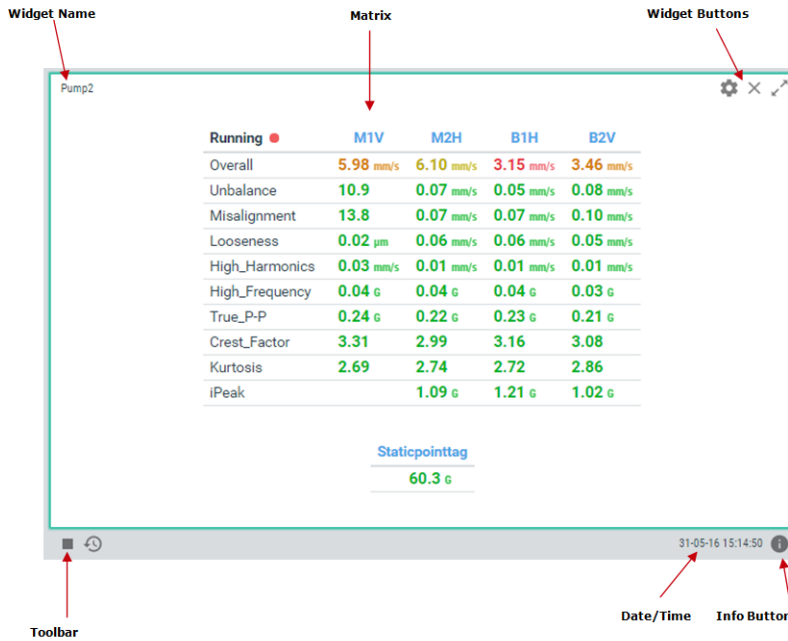 Widget Name
Matrix
Widget Buttons
Pump2
Running M1V M2H B1H B2V
Overall 5.98 mm/s 6.10 mm/s 3.15 mm/s 3.46 mm/s
Unbalance 10.9 0.07 mm/s 0.05 mm/s 0.08 mm/s
Misalignment 13.8 0.07 mm/s 0.07 mm/s 0.10 mm/s
Looseness 0.02 µm 0.06 mm/s 0.06 mm/s 0.05 mm/s
High_Harmonics 0.03 mm/s 0.01 mm/s 0.01 mm/s 0.01 mm/s
High_Frequency 0.04 G 0.04 G 0.04 G 0.03 G
True_P-P 0.24 G 0.22 G 0.23 G 0.21 G
Crest_Factor 3.31 2.99 3.16 3.08
Kurtosis 2.69 2.74 2.72 2.86
iPeak 1.09 G 1.21 G 1.02 G
Staticpointtag
60.3 G
31-05-16 15:14:50
Date/Time
Info Button
Toolbar